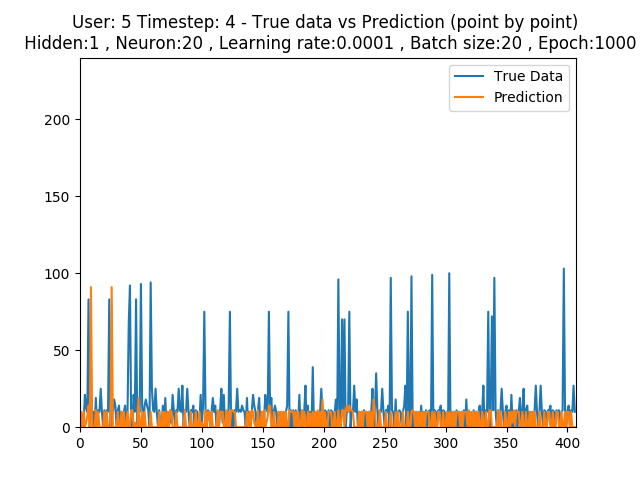 User: 5 Timestep: 4 - True data vs Prediction (point by point)
Hidden:1 , Neuron:20 , Learning rate:0.0001 , Batch size:20 , Epoch:1000
True Data
Prediction
200
150
100
50
0
0 50 100 150 200 250 300 350 400